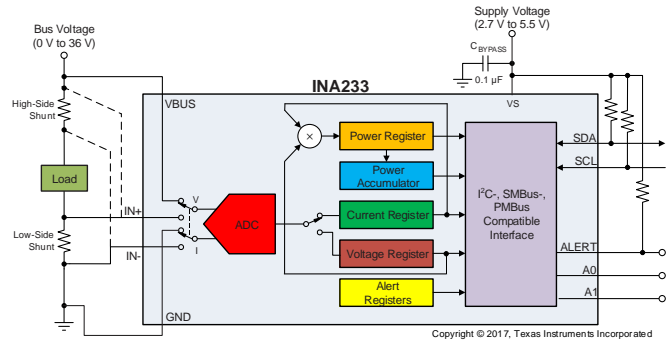 Supply Voltage
(2.7 V to 5.5 V)
Bus Voltage
(0 V to 36 V)
CBYPASS
0.1 µF
INA233
VBUS
VS
High-Side
Shunt
Load
Low-Side
Shunt
IN+
IN-
V
I
ADC
×
Power Register
Power
Accumulator
Current Register
Voltage Register
Alert
Registers
I²C-, SMBus-,
PMBus
Compatible
Interface
SDA
SCL
ALERT
A0
A1
GND
Copyright © 2017, Texas Instruments Incorporated